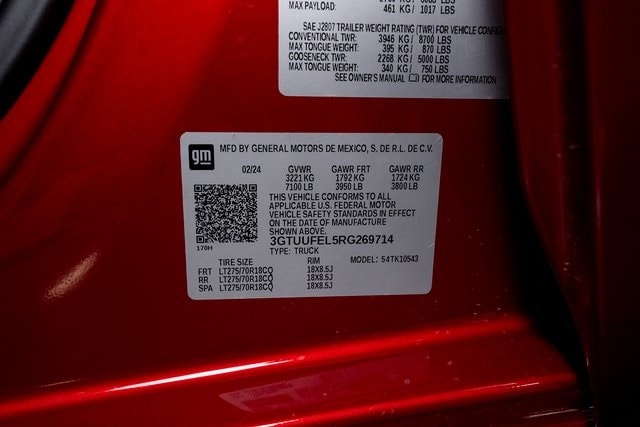 MAX PAYLOAD: 461 KG / 1017 LBS
SAE J2807 TRAILER WEIGHT RATING (TWR) FOR VEHICLE
CONVENTIONAL TWR: 3946 KG/ 8700 LBS
MAX TONGUE WEIGHT: 395 KG/ 870 LBS
GOOSENECK TWR: 2268 KG/ 5000 LBS
MAX TONGUE WEIGHT: 340 KG/ 750 LBS
SEE OWNER'S MANUAL FOR MORE INFORMATION
gm
MFD BY GENERAL MOTORS DE MEXICO, S. DE R.L. DE C.V.
02/24 GVWR GAWR FRT GAWR RR
3221 KG 1792 KG 1724 KG
7100 LB 3950 LB 3800 LB
THIS VEHICLE CONFORMS TO ALL
APPLICABLE U.S. FEDERAL MOTOR
VEHICLE SAFETY STANDARDS IN EFFECT
ON THE DATE OF MANUFACTURE
SHOWN ABOVE.
3GTUUFEL5RG269714
170H TYPE: TRUCK
MODEL: 54TK10543
TIRE SIZE RIM
FRT LT275/70R18CQ 18X8.5J
RR LT275/70R18CQ 18X8.5J
SPA LT275/70R18CQ 18X8.5J